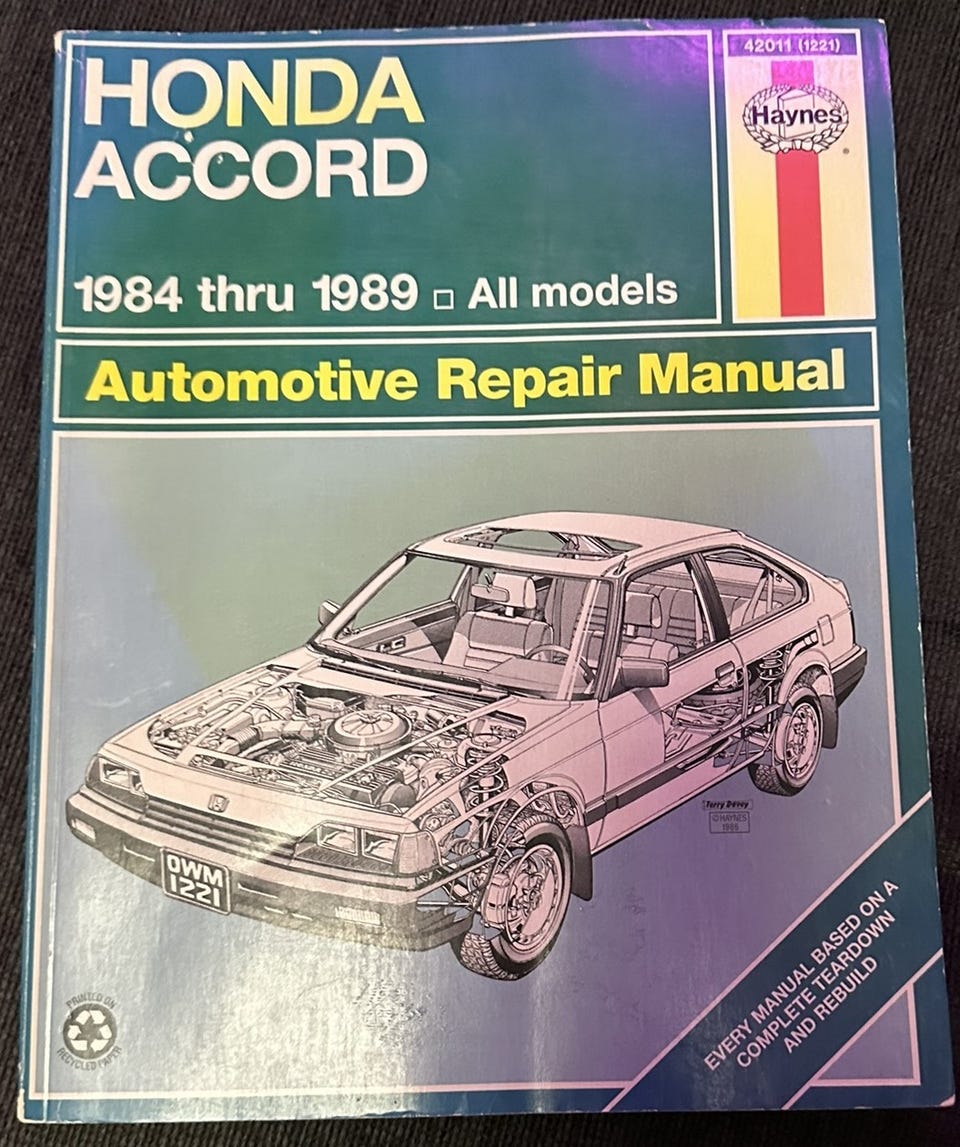 HONDA
ACCORD
1984 thru 1989 □ All models
42011 (1221)
Haynes
®
Automotive Repair Manual
Terry Davey
© HAYNES
1986
OWM
1221
EVERY MANUAL BASED ON A
COMPLETE TEARDOWN
AND REBUILD
PRINTED ON
RECYCLED PAPER